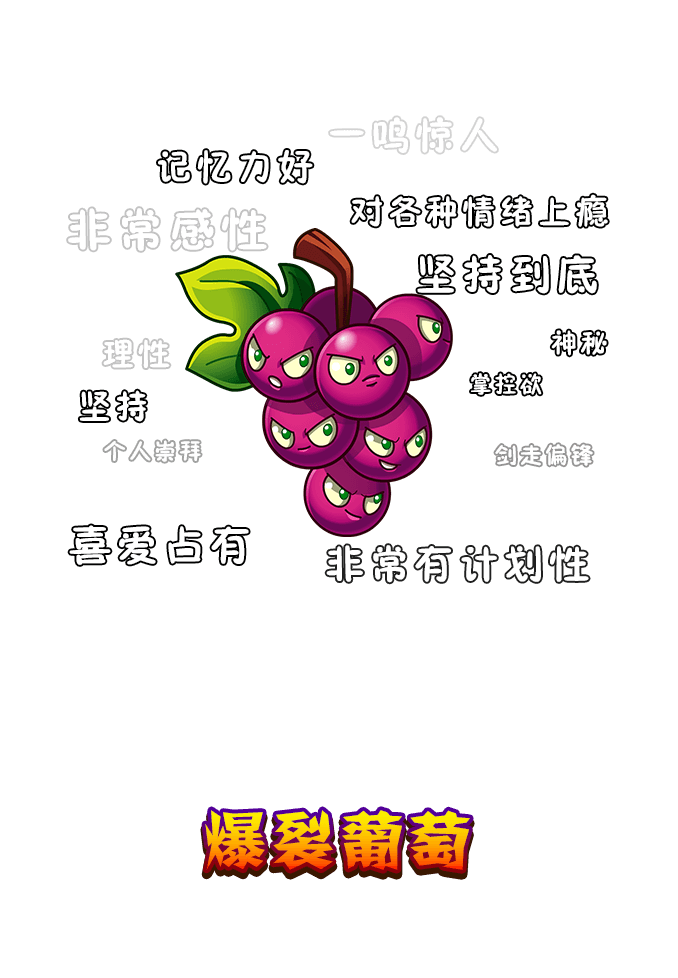 一鸣惊人
记忆力好
对各种情绪上瘾
非常感性
坚持到底
神秘
理性
掌控欲
坚持
个人崇拜
剑走偏锋
喜爱占有
非常有计划性
爆裂葡萄